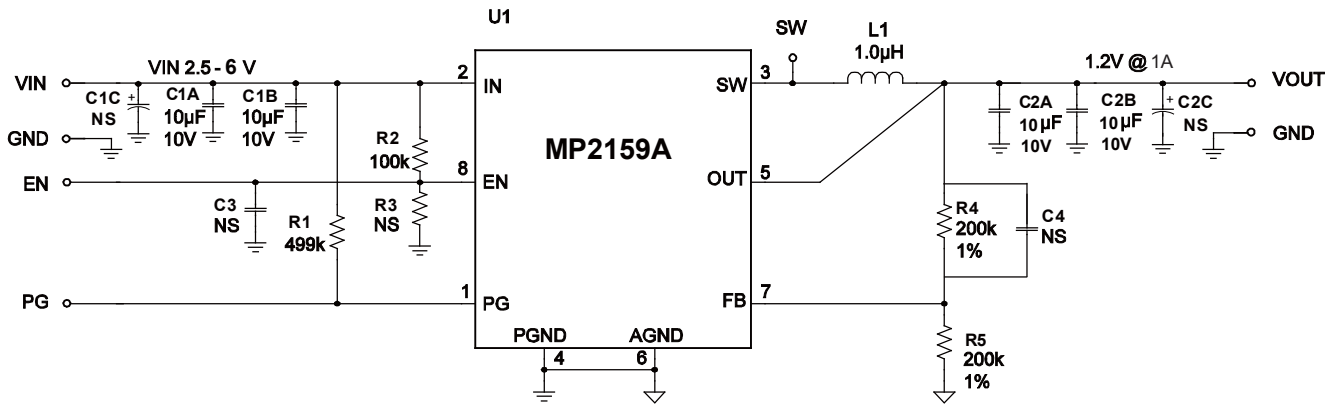 U1
SW
L1
1.0µH
VIN
VIN 2.5 - 6 V
2
IN
SW
3
1.2V @ 1A
VOUT
C1C
NS
+
C1A
10µF
10V
C1B
10µF
10V
GND
R2
100k
MP2159A
C2A
10µF
10V
C2B
10µF
10V
+
C2C
NS
GND
EN
8
EN
OUT
5
C3
NS
R1
499k
R3
NS
R4
200k
1%
C4
NS
PG
1
PG
FB
7
PGND
AGND
4
6
R5
200k
1%